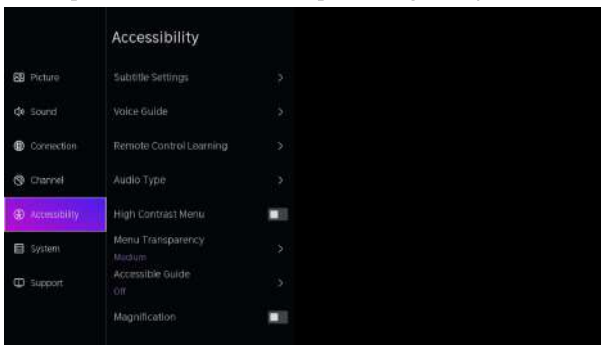 Accessibility
Picture
Subtitle Settings
Sound
Voice Guide
Connection
Remote Control Learning
Channel
Audio Type
Accessibility
High Contrast Menu
System
Menu Transparency
Medium
Support
Accessible Guide
Off
Magnification